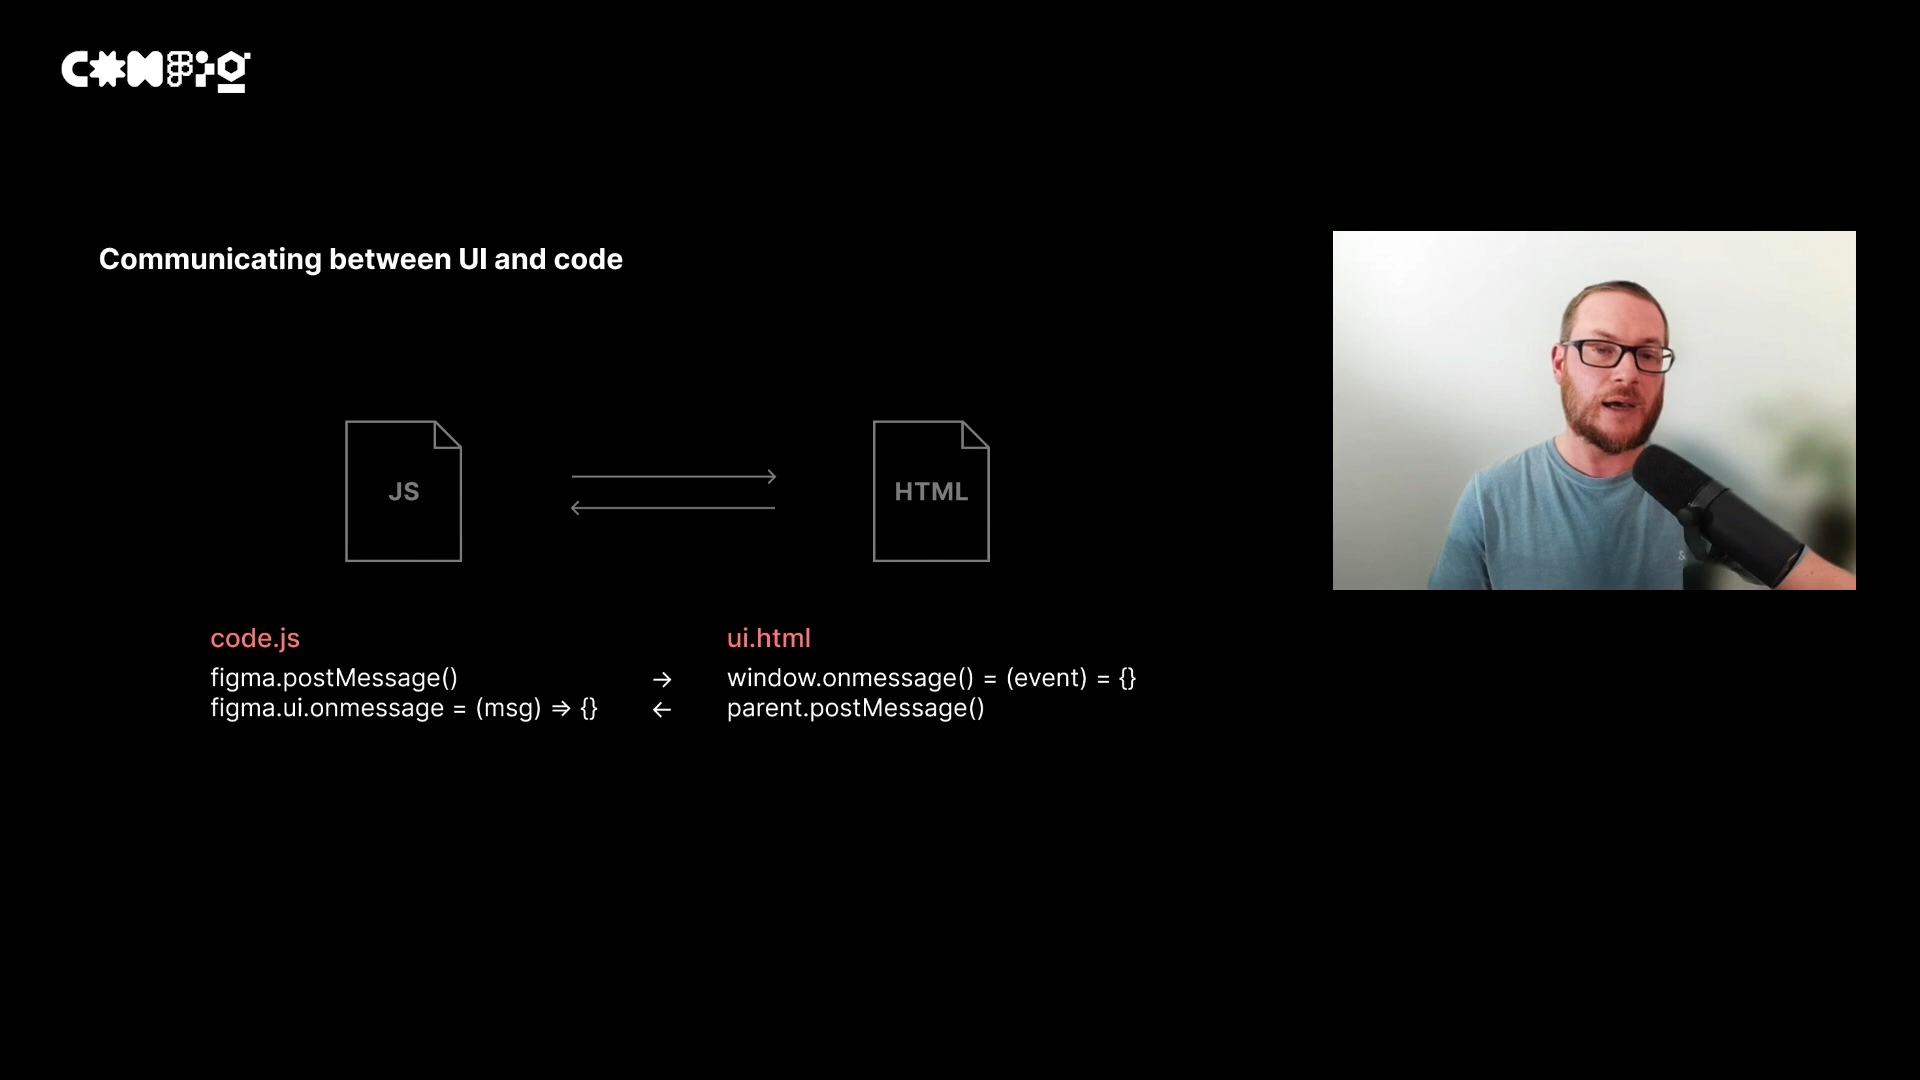 CONFIG
Communicating between UI and code
JS
HTML
code.js
figma.postMessage()
figma.ui.onmessage = (msg) => {}
→
←
ui.html
window.onmessage() = (event) = {}
parent.postMessage()